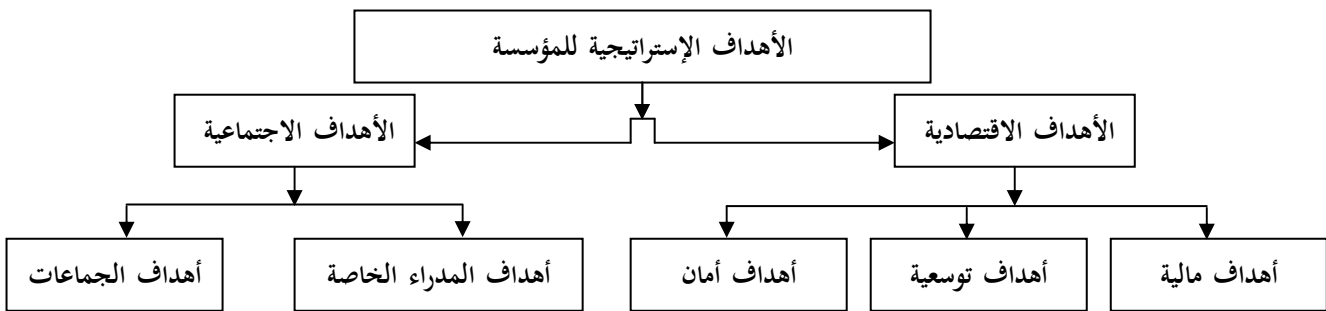 الأهداف الإستراتيجية للمؤسسة
الأهداف الاقتصادية
الأهداف الاجتماعية
أهداف مالية
أهداف توسعية
أهداف أمان
أهداف المدراء الخاصة
أهداف الجماعات